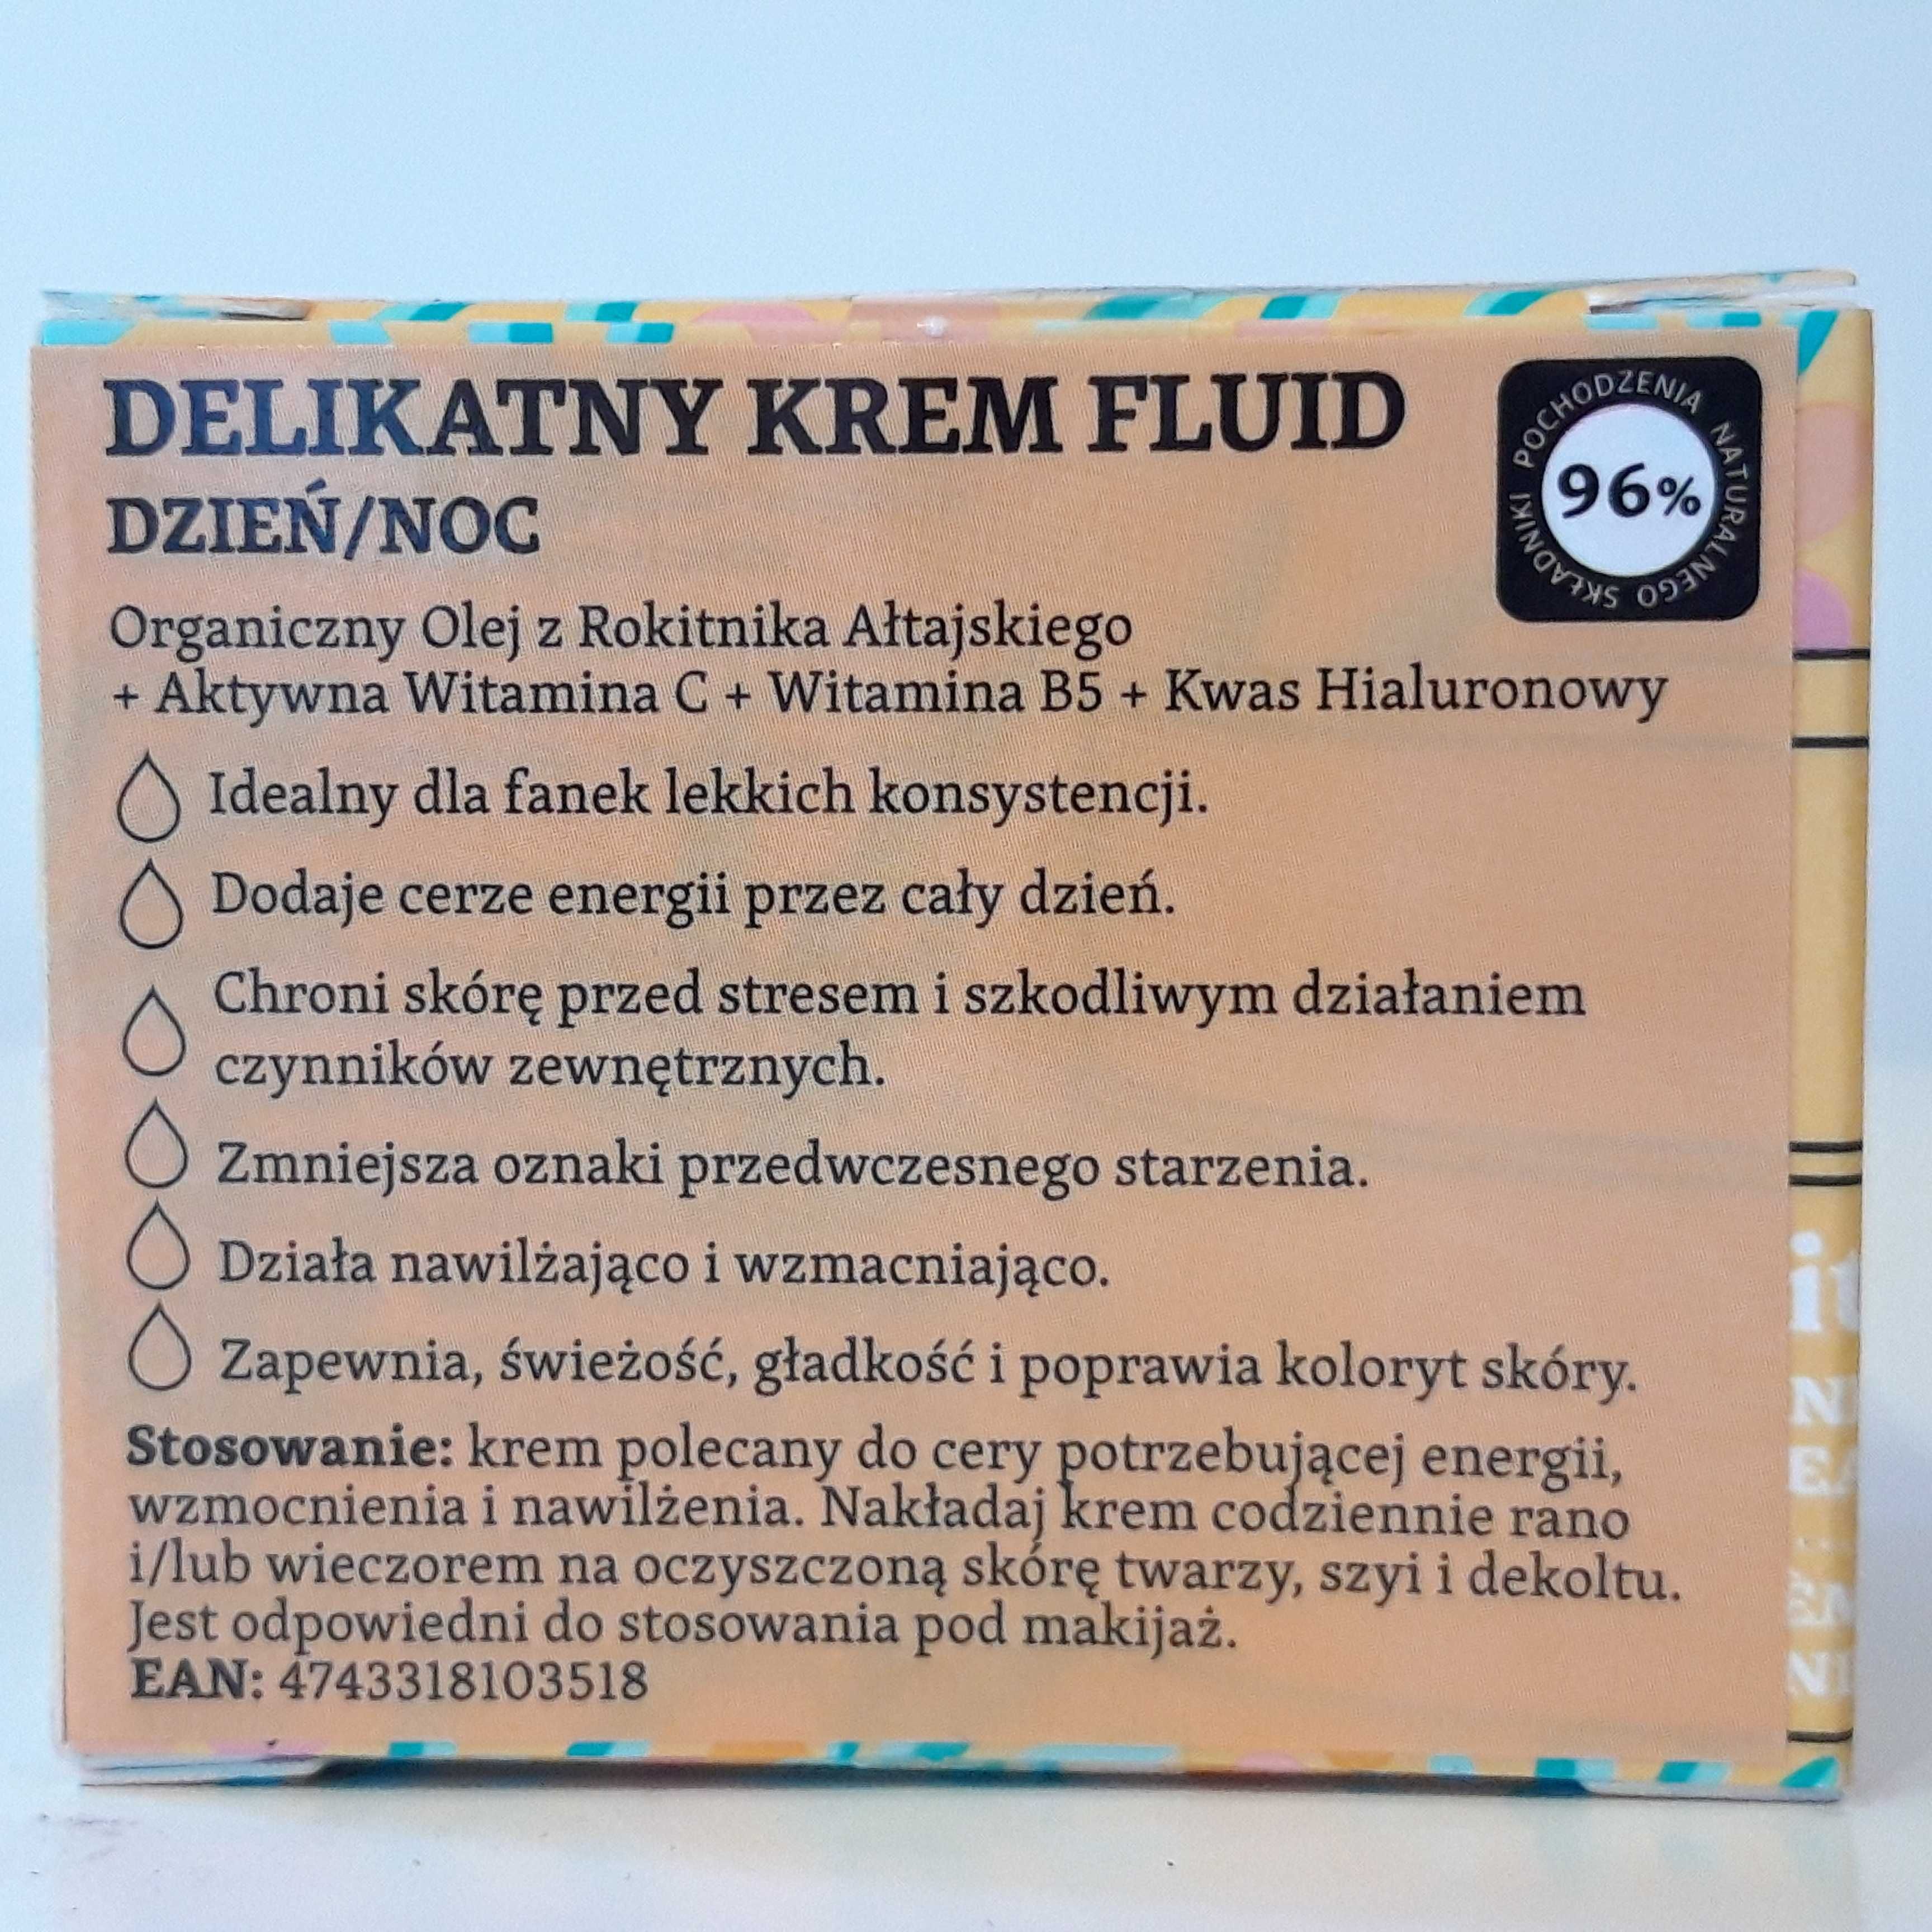 DELIKATNY KREM FLUID
DZIEŃ/NOC
SKŁADNIKI POCHODZENIA NATURALNEGO
96%
Organiczny Olej z Rokitnika Ałtajskiego
+ Aktywna Witamina C + Witamina B5 + Kwas Hialuronowy
Idealny dla fanek lekkich konsystencji.
Dodaje cerze energii przez cały dzień.
Chroni skórę przed stresem i szkodliwym działaniem
czynników zewnętrznych.
Zmniejsza oznaki przedwczesnego starzenia.
Działa nawilżająco i wzmacniająco.
Zapewnia, świeżość, gładkość i poprawia koloryt skóry.
Stosowanie: krem polecany do cery potrzebującej energii,
wzmocnienia i nawilżenia. Nakładaj krem codziennie rano
i/lub wieczorem na oczyszczoną skórę twarzy, szyi i dekoltu.
Jest odpowiedni do stosowania pod makijaż.
EAN: 4743318103518